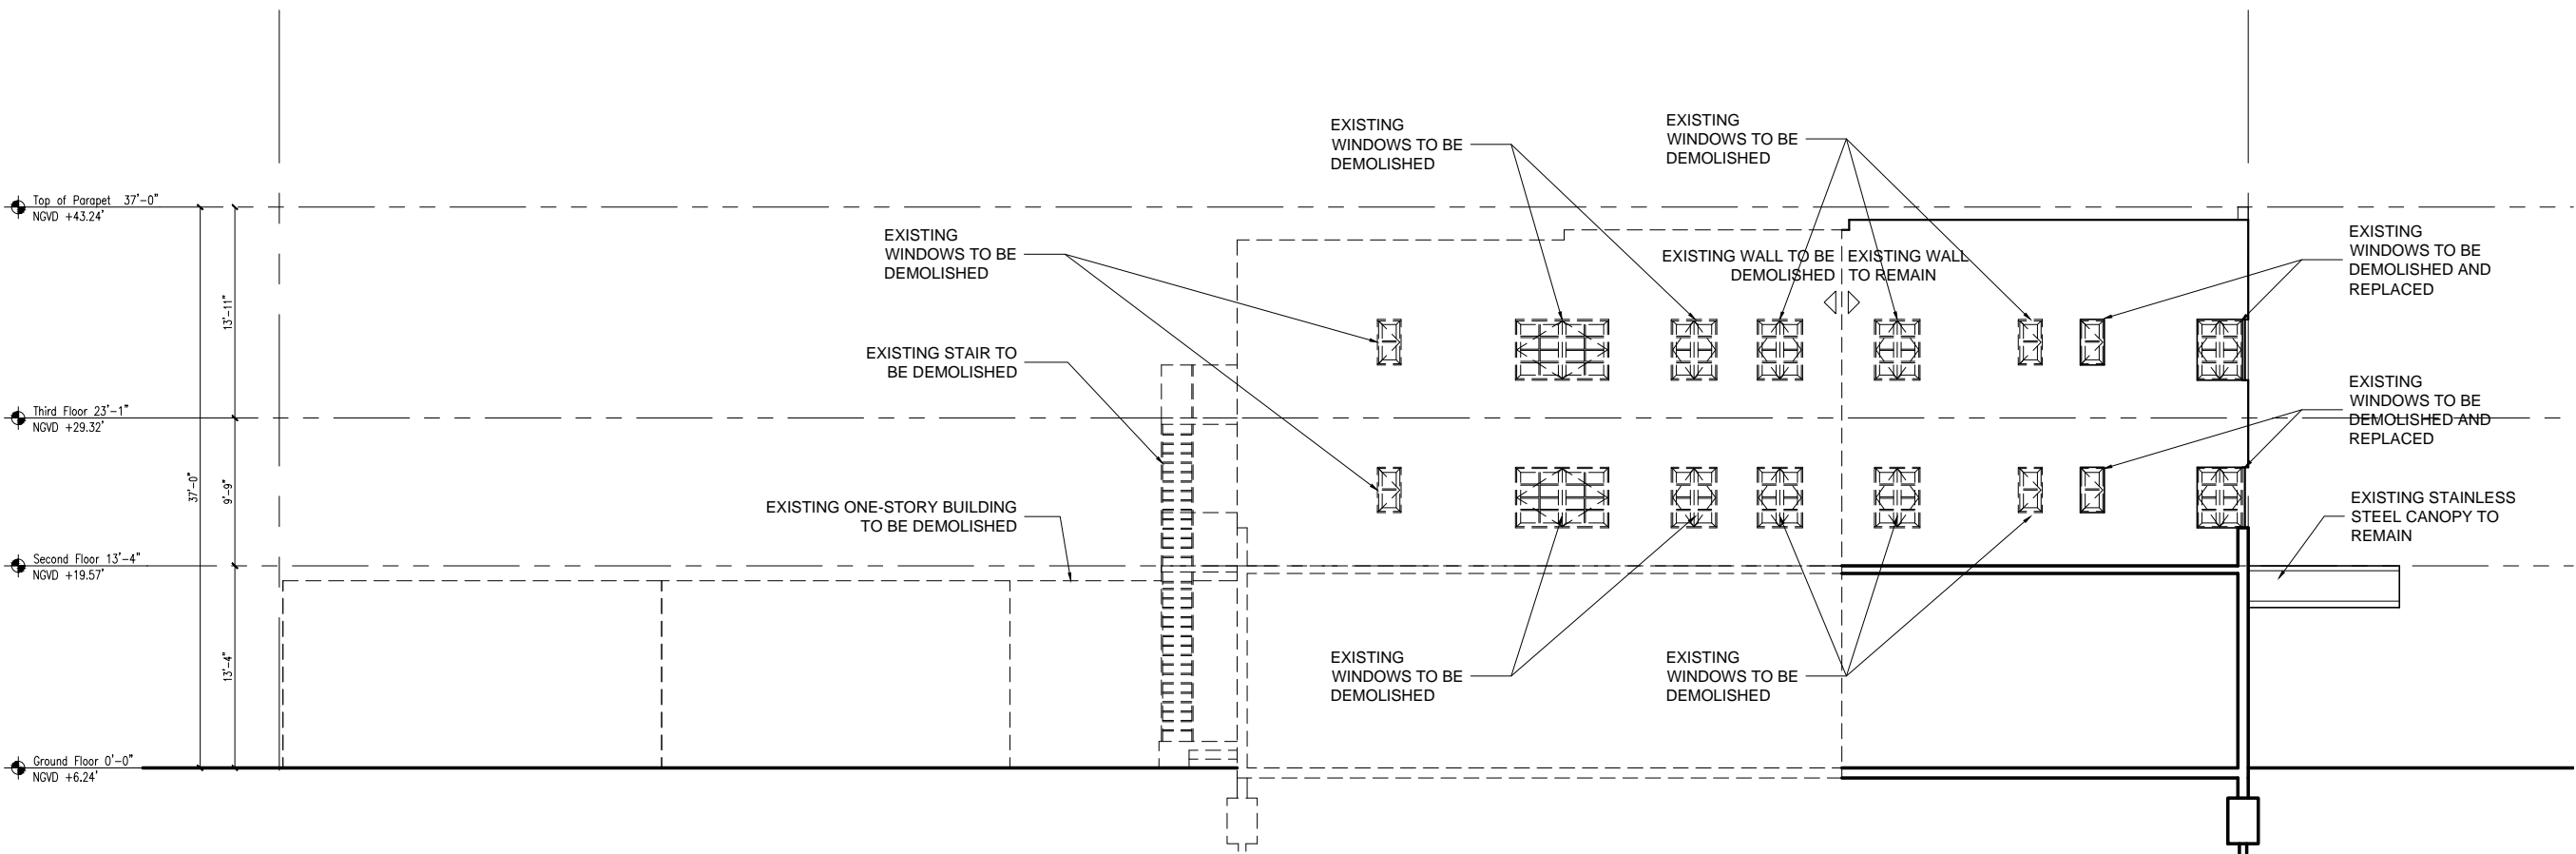 Top of Parapet 37'-0"
NGVD +43.24'
Third Floor 23'-1"
NGVD +29.32'
Second Floor 13'-4"
NGVD +19.57'
Ground Floor 0'-0"
NGVD +6.24'
37'-0"
13'-11"
9'-9"
13'-4"
EXISTING
WINDOWS TO BE
DEMOLISHED
EXISTING STAIR TO
BE DEMOLISHED
EXISTING ONE-STORY BUILDING
TO BE DEMOLISHED
EXISTING
WINDOWS TO BE
DEMOLISHED
EXISTING
WINDOWS TO BE
DEMOLISHED
EXISTING WALL TO BE
DEMOLISHED
EXISTING WALL
TO REMAIN
EXISTING
WINDOWS TO BE
DEMOLISHED
EXISTING
WINDOWS TO BE
DEMOLISHED
EXISTING
WINDOWS TO BE
DEMOLISHED AND
REPLACED
EXISTING
WINDOWS TO BE
DEMOLISHED AND
REPLACED
EXISTING STAINLESS
STEEL CANOPY TO
REMAIN